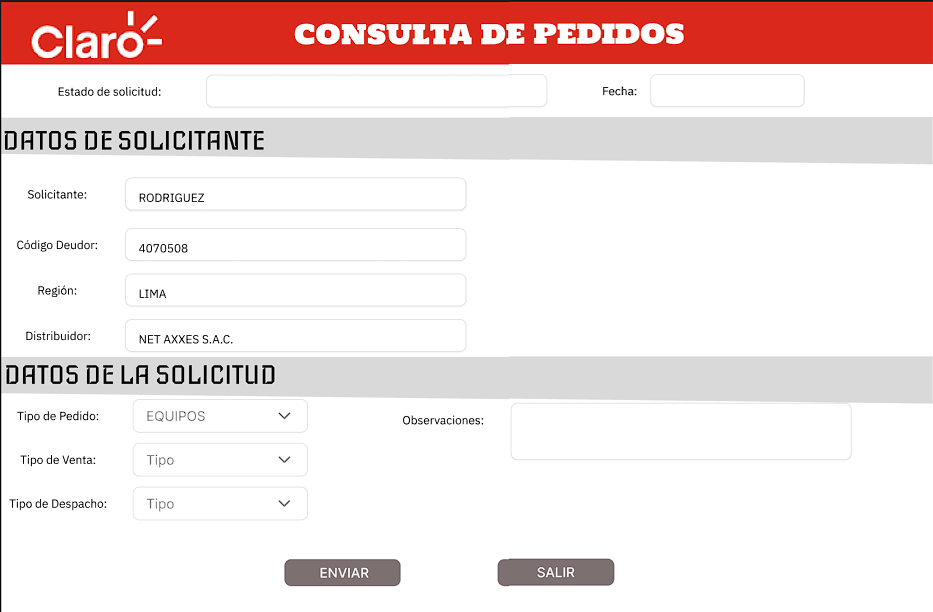 Claro
CONSULTA DE PEDIDOS
Estado de solicitud:
Fecha:
DATOS DE SOLICITANTE
Solicitante:
RODRIGUEZ
Código Deudor:
4070508
Región:
LIMA
Distribuidor:
NET AXXES S.A.C.
DATOS DE LA SOLICITUD
Tipo de Pedido:
EQUIPOS
Observaciones:
Tipo de Venta:
Tipo
Tipo de Despacho:
Tipo
ENVIAR
SALIR